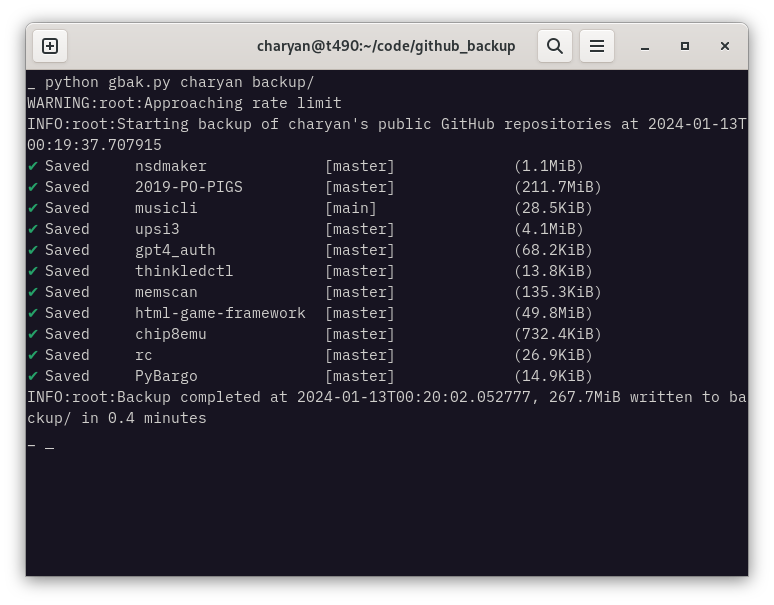 charyan@t490:~/code/github_backup
_ python gbak.py charyan backup/
WARNING:root:Approaching rate limit
INFO:root:Starting backup of charyan's public GitHub repositories at 2024-01-13T
00:19:37.707915
✔ Saved     nsdmaker             [master]             (1.1MiB)
✔ Saved     2019-PO-PIGS         [master]             (211.7MiB)
✔ Saved     musicli              [main]               (28.5KiB)
✔ Saved     upsi3                [master]             (4.1MiB)
✔ Saved     gpt4_auth            [master]             (68.2KiB)
✔ Saved     thinkledctl          [master]             (13.8KiB)
✔ Saved     memscan              [master]             (135.3KiB)
✔ Saved     html-game-framework  [master]             (49.8MiB)
✔ Saved     chip8emu             [master]             (732.4KiB)
✔ Saved     rc                   [master]             (26.9KiB)
✔ Saved     PyBargo              [master]             (14.9KiB)
INFO:root:Backup completed at 2024-01-13T00:20:02.052777, 267.7MiB written to ba
ckup/ in 0.4 minutes
_ _